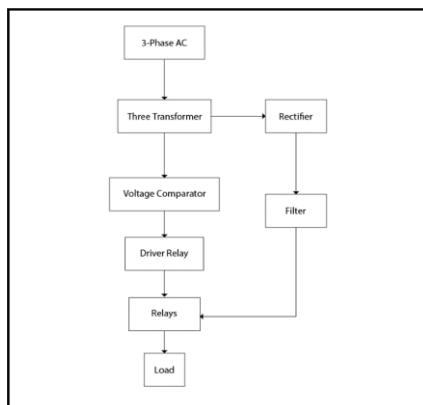 3-Phase AC
Three Transformer
Rectifier
Voltage Comparator
Filter
Driver Relay
Relays
Load